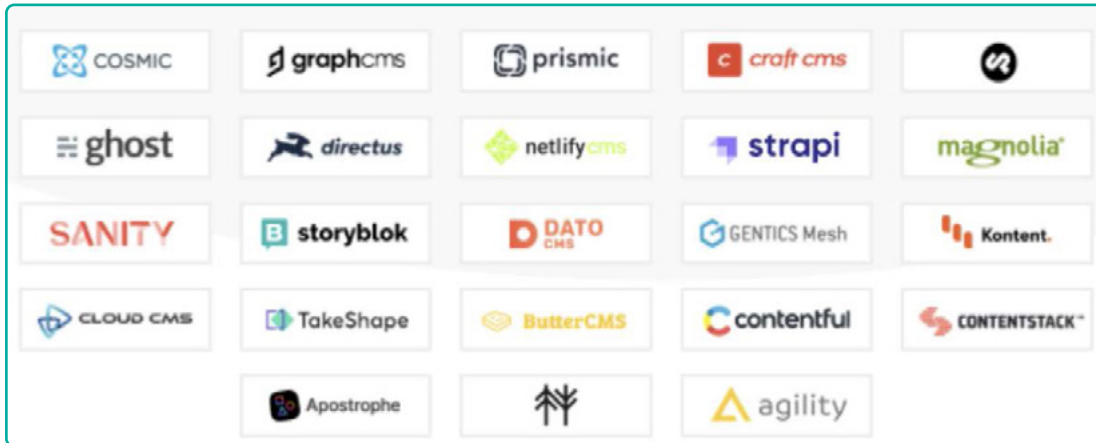 COSMIC
graphcms
prismic
c craft cms
ghost
directus
netlifycms
strapi
magnolia
SANITY
B storyblok
DATO
CMS
GENTICS Mesh
Kontent.
CLOUD CMS
TakeShape
ButterCMS
contentful
CONTENTSTACK™
Apostrophe
agility